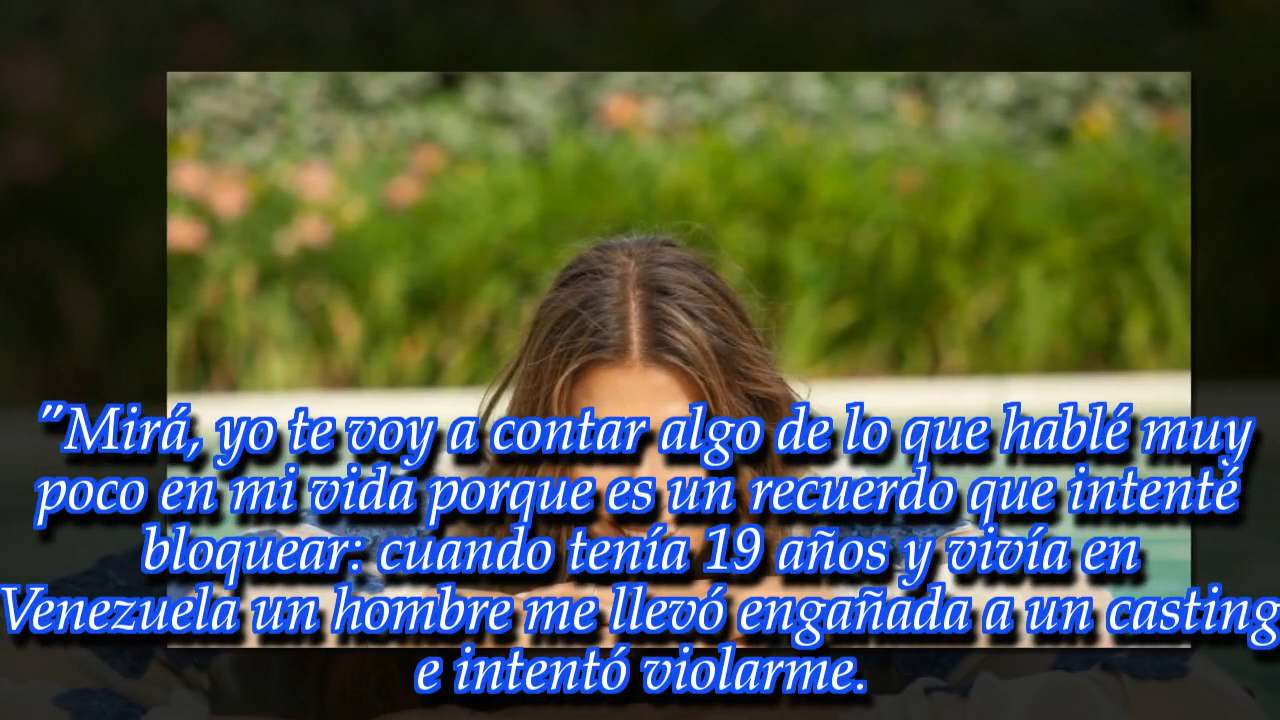 "Mirá, yo te voy a contar algo de lo que hablé muy
poco en mi vida porque es un recuerdo que intenté
bloquear: cuando tenía 19 años y vivía en
Venezuela un hombre me llevó engañada a un casting
e intentó violarme.